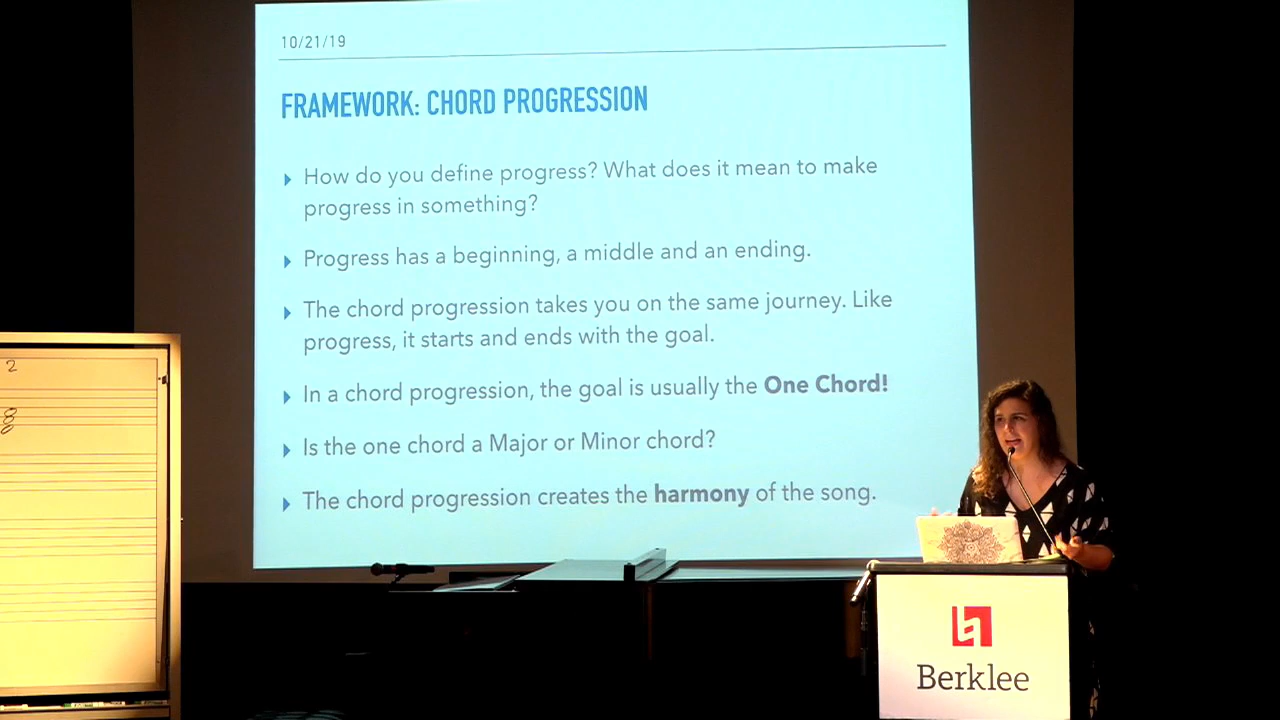 10/21/19
FRAMEWORK: CHORD PROGRESSION
How do you define progress? What does it mean to make
progress in something?
Progress has a beginning, a middle and an ending.
The chord progression takes you on the same journey. Like
progress, it starts and ends with the goal.
In a chord progression, the goal is usually the One Chord!
Is the one chord a Major or Minor chord?
The chord progression creates the harmony of the song.
2
Berklee